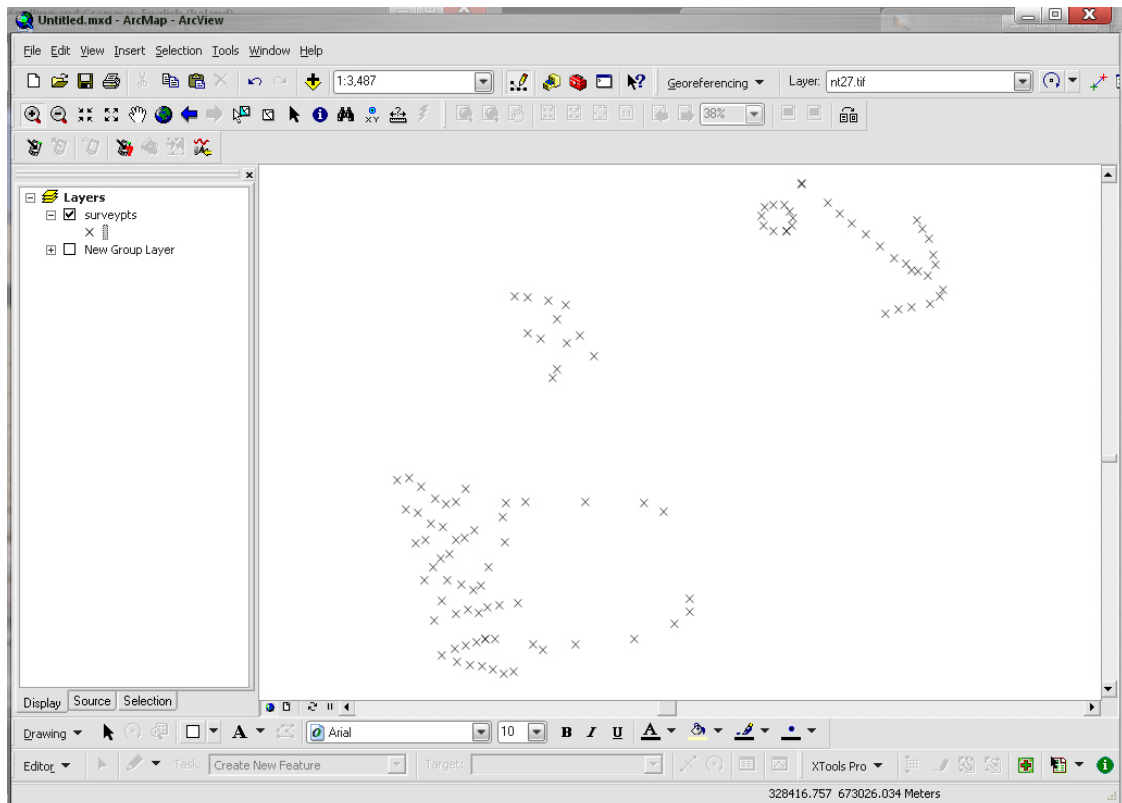 Untitled.mxd - ArcMap - ArcView
File Edit View Insert Selection Tools Window Help
1:3,487 Georeferencing Layer: nt27.tif
38%
Layers
surveypts
New Group Layer
Display Source Selection
Drawing A Arial 10 B I U A
Editor Task: Create New Feature Target: XTools Pro
328416.757 673026.034 Meters